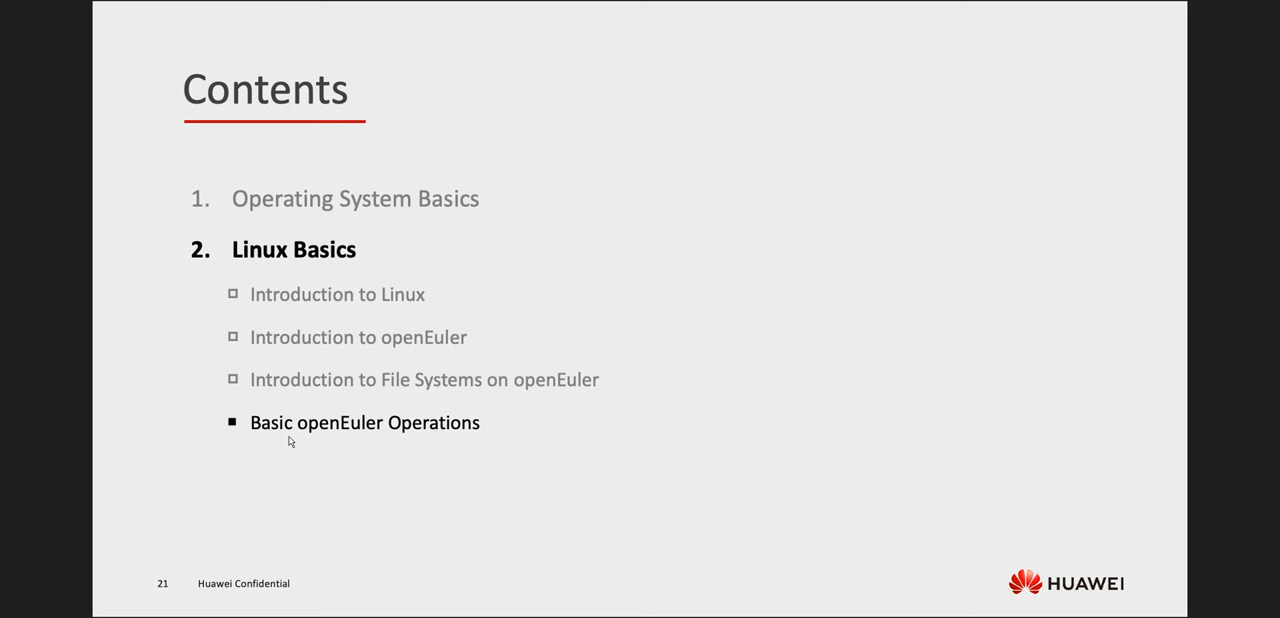 Contents
1. Operating System Basics
2. Linux Basics
Introduction to Linux
Introduction to openEuler
Introduction to File Systems on openEuler
Basic openEuler Operations
21 Huawei Confidential
HUAWEI